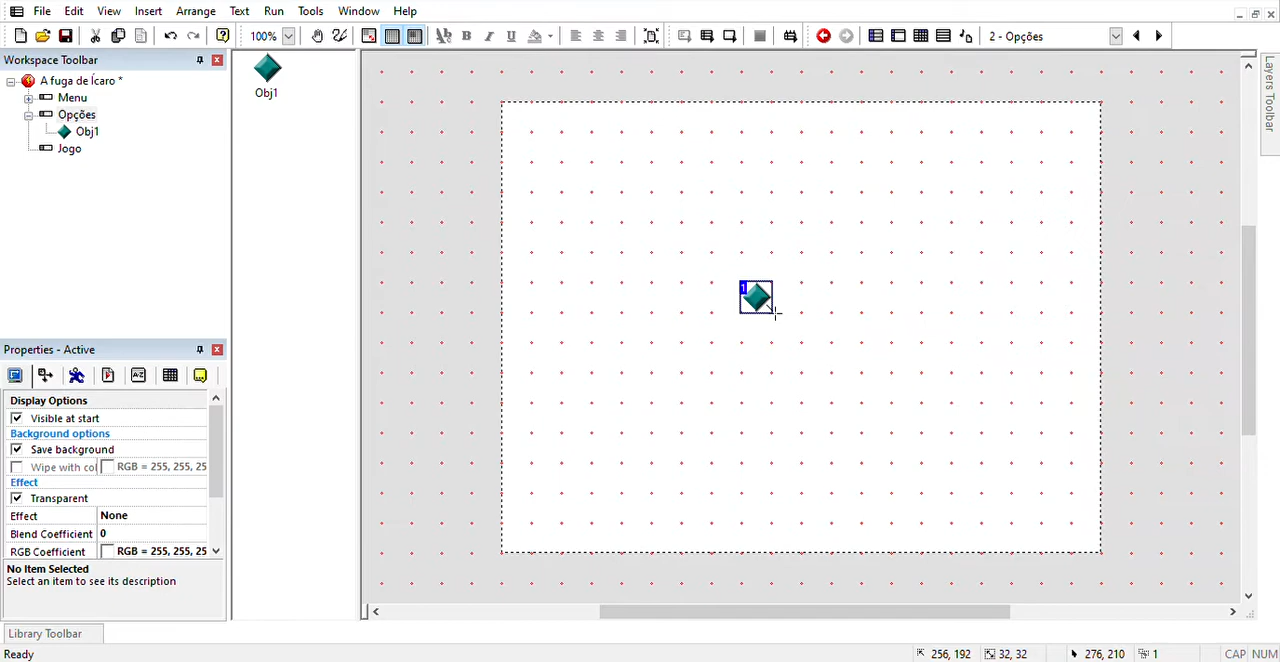 File Edit View Insert Arrange Text Run Tools Window Help
100% 2 - Opções
Workspace Toolbar
A fuga de Ícaro *
Menu
Opções
Obj1
Jogo
Obj1
1
Layers Toolbar
Properties - Active
Display Options
Visible at start
Background options
Save background
Wipe with col RGB = 255, 255, 25
Effect
Transparent
Effect None
Blend Coefficient 0
RGB Coefficient RGB = 255, 255, 25
No Item Selected
Select an item to see its description
Library Toolbar
Ready 256, 192 32, 32 276, 210 1 CAP NUM